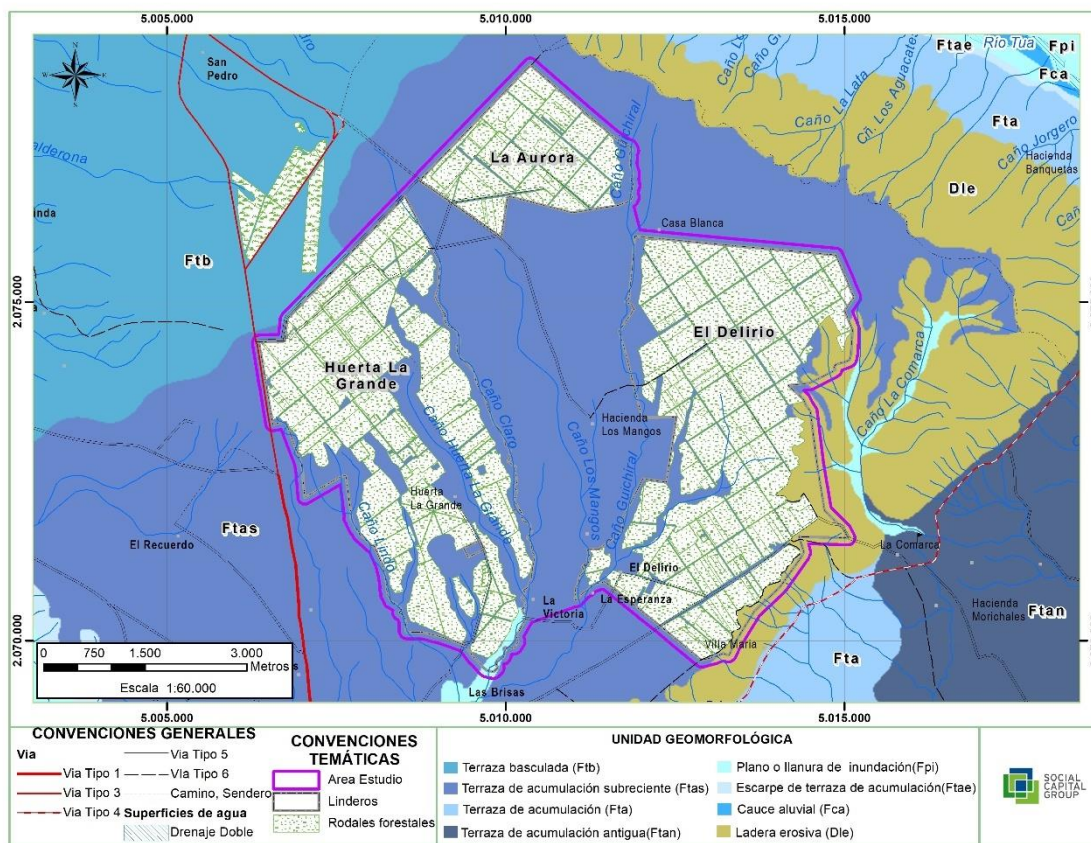 5.005.000
5.010.000
5.015.000
San
Pedro
Ftae
Río Tua
Fpi
Fca
Caño La Lata
Cñ. Los Aguacates
Fta
Caño Jorgero
Hacienda
Banquetas
Dle
La Aurora
Caño Guichiral
Casa Blanca
Ftb
2.075.000
El Delirio
Huerta La
Grande
Caño La Comarca
Caño Claro
Hacienda
Los Mangos
Caño Huerta La Grande
Caño Los Mangos
Caño Guichiral
Huerta
La Grande
Caño Lindo
Ftas
El Recuerdo
La Comarca
El Delirio
La Esperanza
La
Victoria
Hacienda
Morichales
Ftan
2.070.000
Villa Maria
Fta
Las Brisas
0 750 1.500 3.000
Metros
Escala 1:60.000
5.005.000
5.010.000
5.015.000
CONVENCIONES GENERALES
Via
Via Tipo 1
Via Tipo 3
Via Tipo 4
Via Tipo 5
VIa Tipo 6
Camino, Sendero
Superficies de agua
Drenaje Doble
CONVENCIONES
TEMÁTICAS
Area Estudio
Linderos
Rodales forestales
UNIDAD GEOMORFOLÓGICA
Terraza basculada (Ftb)
Terraza de acumulación subreciente (Ftas)
Terraza de acumulación (Fta)
Terraza de acumulación antigua(Ftan)
Plano o llanura de inundación(Fpi)
Escarpe de terraza de acumulación(Ftae)
Cauce aluvial (Fca)
Ladera erosiva (Dle)
SOCIAL
CAPITAL
GROUP